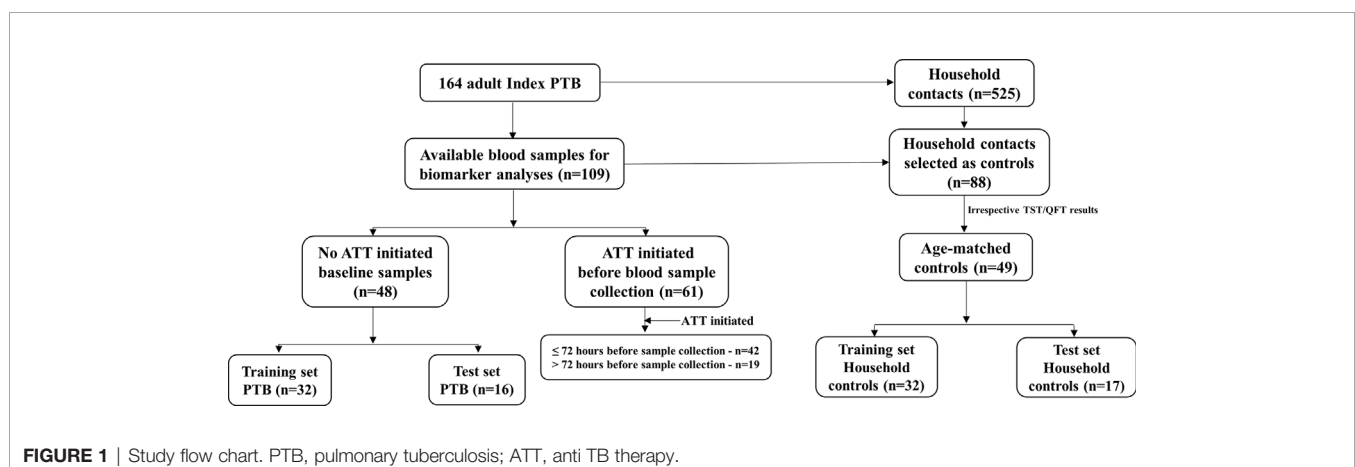 164 adult Index PTB
Household
contacts (n=525)
Available blood samples for
biomarker analyses (n=109)
Household contacts
selected as controls
(n=88)
Irrespective TST/QFT results
No ATT initiated
baseline samples
(n=48)
ATT initiated
before blood sample
collection (n=61)
Age-matched
controls (n=49)
ATT initiated
≤ 72 hours before sample collection - n=42
> 72 hours before sample collection - n=19
Training set
PTB (n=32)
Test set
PTB (n=16)
Training set
Household
controls (n=32)
Test set
Household
controls (n=17)
FIGURE 1 | Study flow chart. PTB, pulmonary tuberculosis; ATT, anti TB therapy.